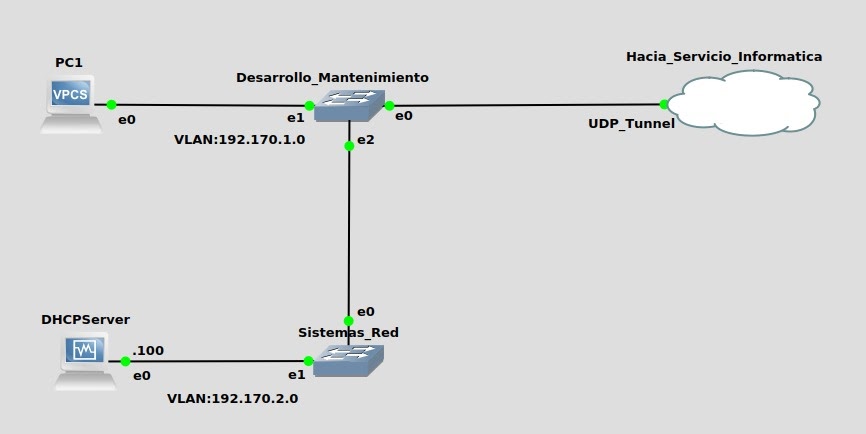 Hacia_Servicio_Informatica
PC1
Desarrollo_Mantenimiento
VPCS
e0
e1
e0
UDP_Tunnel
VLAN:192.170.1.0
e2
e0
DHCPServer
Sistemas_Red
.100
e0
e1
VLAN:192.170.2.0